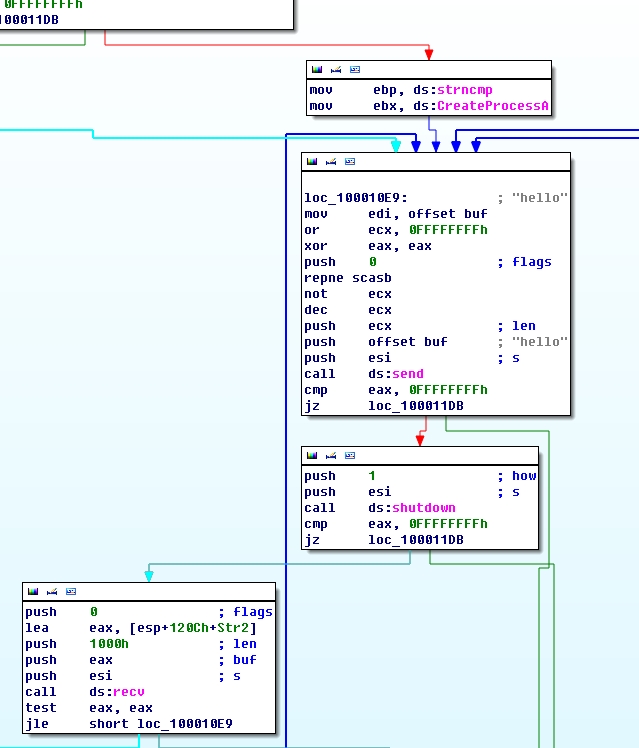 0FFFFFFFFh
100011DB
mov     ebp, ds:strncmp
mov     ebx, ds:CreateProcessA
loc_100010E9:           ; "hello"
mov     edi, offset buf
or      ecx, 0FFFFFFFFh
xor     eax, eax
push    0               ; flags
repne scasb
not     ecx
dec     ecx
push    ecx             ; len
push    offset buf      ; "hello"
push    esi             ; s
call    ds:send
cmp     eax, 0FFFFFFFFh
jz      loc_100011DB
push    1               ; how
push    esi             ; s
call    ds:shutdown
cmp     eax, 0FFFFFFFFh
jz      loc_100011DB
push    0               ; flags
lea     eax, [esp+120Ch+Str2]
push    1000h           ; len
push    eax             ; buf
push    esi             ; s
call    ds:recv
test    eax, eax
jle     short loc_100010E9